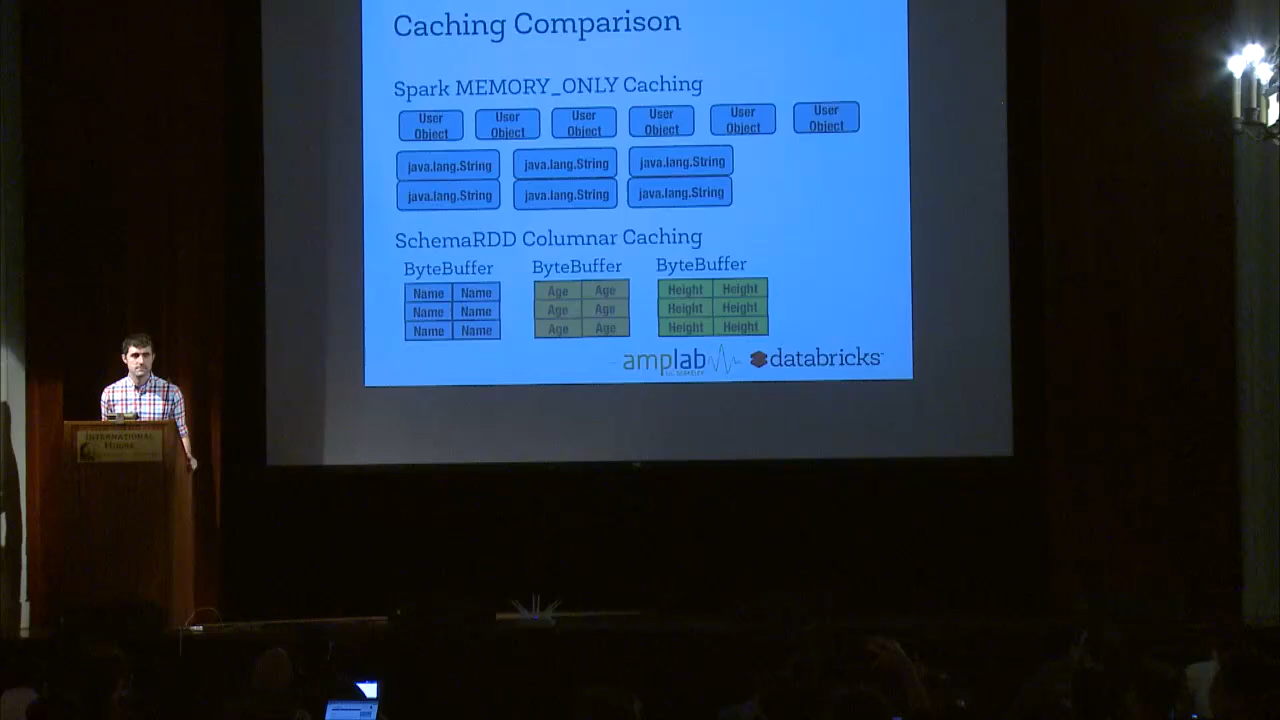 Caching Comparison
Spark MEMORY_ONLY Caching
User Object User Object User Object User Object User Object User Object
java.lang.String java.lang.String java.lang.String
java.lang.String java.lang.String java.lang.String
SchemaRDD Columnar Caching
ByteBuffer ByteBuffer ByteBuffer
Name Name Age Age Height Height
Name Name Age Age Height Height
Name Name Age Age Height Height
amplab databricks
INTERNATIONAL
HOUSE